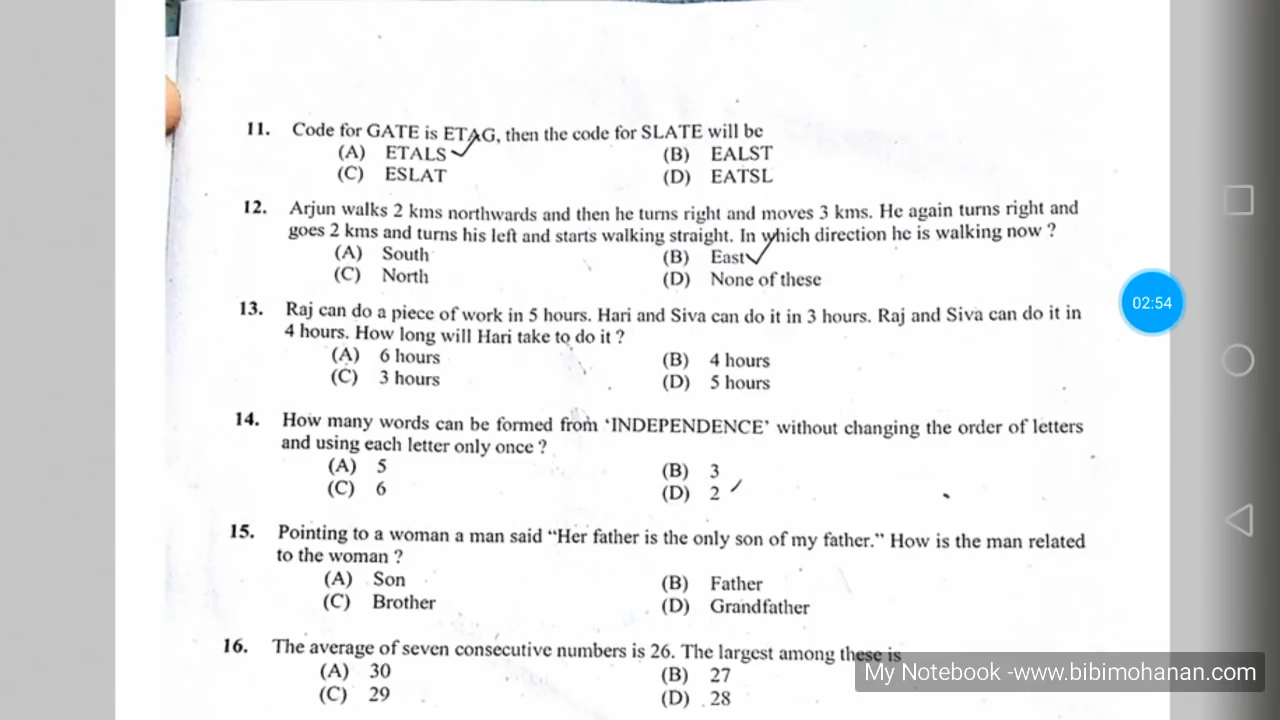 11. Code for GATE is ETAG, then the code for SLATE will be
(A) ETALS (B) EALST
(C) ESLAT (D) EATSL
12. Arjun walks 2 kms northwards and then he turns right and moves 3 kms. He again turns right and
goes 2 kms and turns his left and starts walking straight. In which direction he is walking now ?
(A) South (B) East
(C) North (D) None of these
13. Raj can do a piece of work in 5 hours. Hari and Siva can do it in 3 hours. Raj and Siva can do it in
4 hours. How long will Hari take to do it ?
(A) 6 hours (B) 4 hours
(C) 3 hours (D) 5 hours
14. How many words can be formed from ‘INDEPENDENCE’ without changing the order of letters
and using each letter only once ?
(A) 5 (B) 3
(C) 6 (D) 2
15. Pointing to a woman a man said “Her father is the only son of my father.” How is the man related
to the woman ?
(A) Son (B) Father
(C) Brother (D) Grandfather
16. The average of seven consecutive numbers is 26. The largest among these is
(A) 30 (B) 27
(C) 29 (D) 28
02:54
My Notebook -www.bibimohanan.com